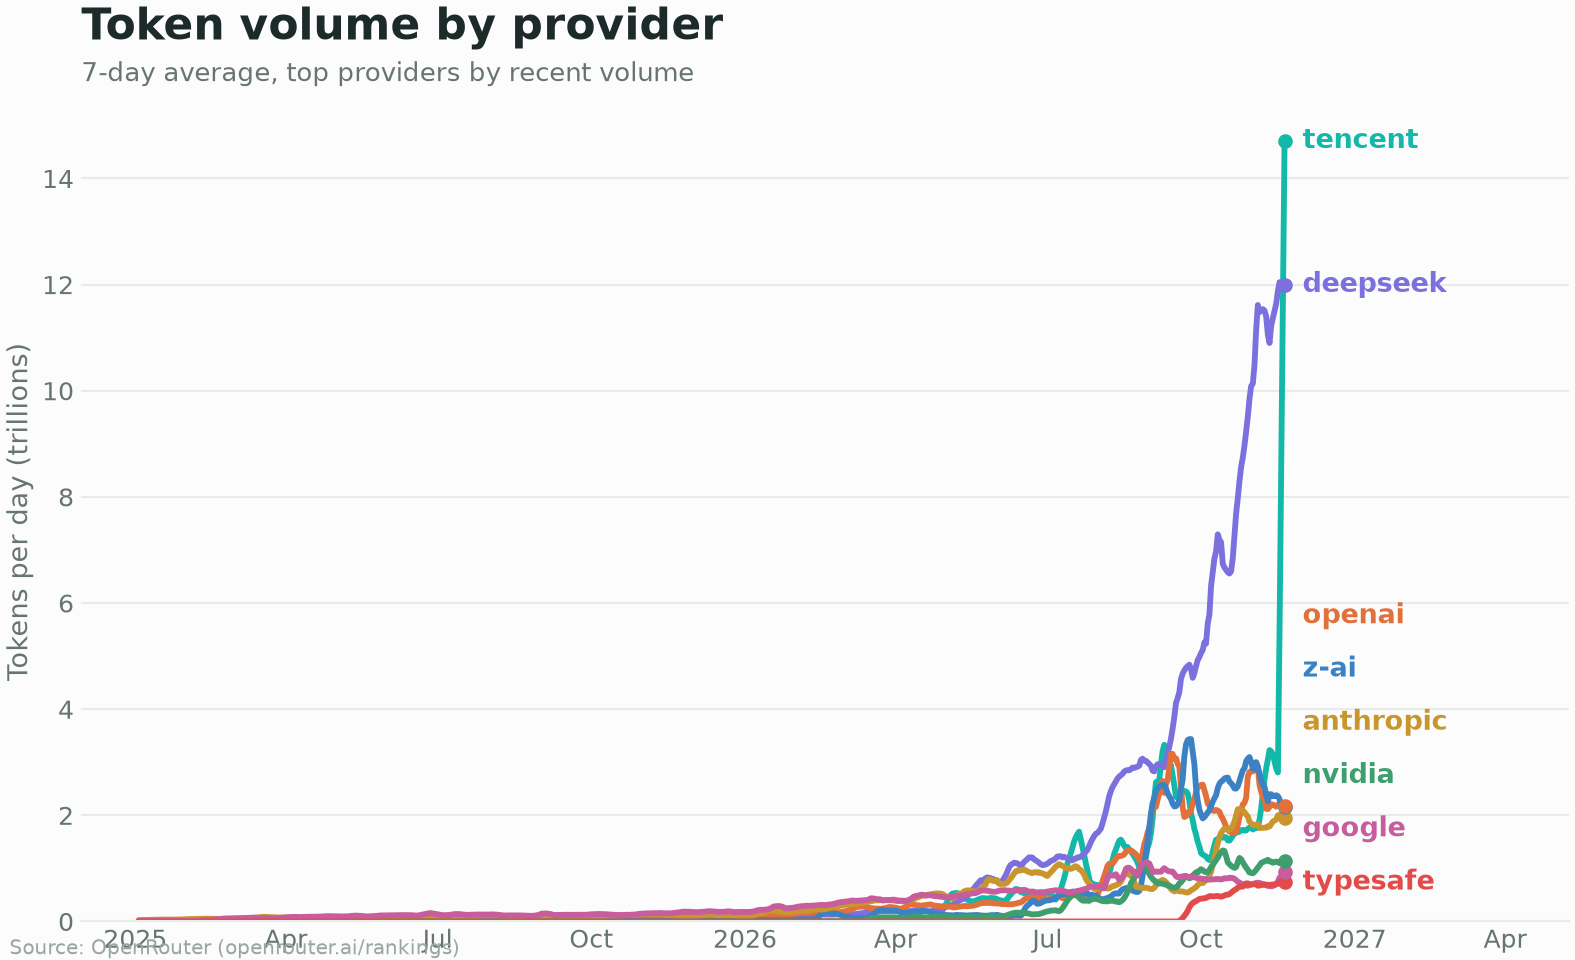 Token volume by provider
7-day average, top providers by recent volume
Tokens per day (trillions)
14
12
10
8
6
4
2
0
tencent
deepseek
openai
z-ai
anthropic
nvidia
google
typesafe
2025
Apr
Jul
Oct
2026
Apr
Jul
Oct
2027
Apr
Source: OpenRouter (openrouter.ai/rankings)